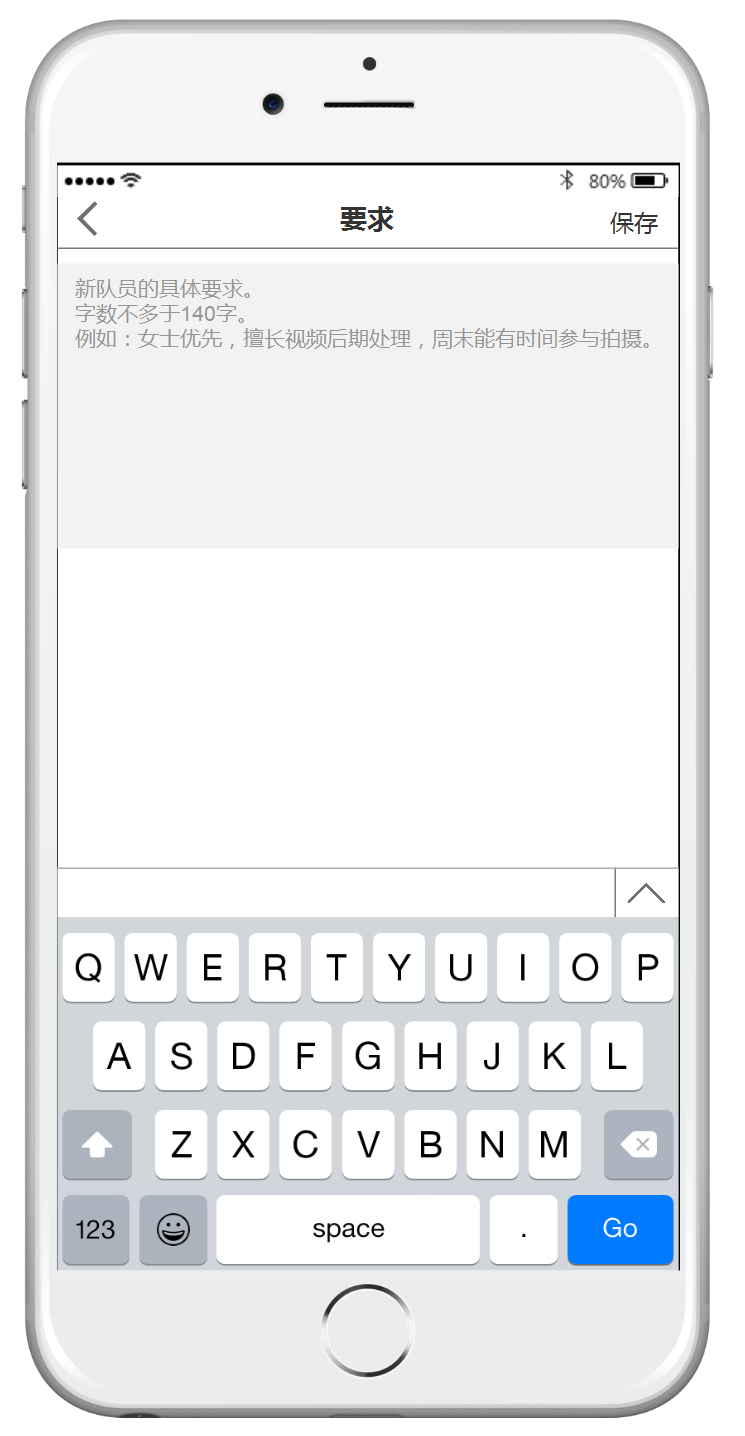 80%
要求
保存
新队员的具体要求。
字数不多于140字。
例如：女士优先，擅长视频后期处理，周末能有时间参与拍摄。
Q W E R T Y U I O P
A S D F G H J K L
Z X C V B N M
123 space . Go